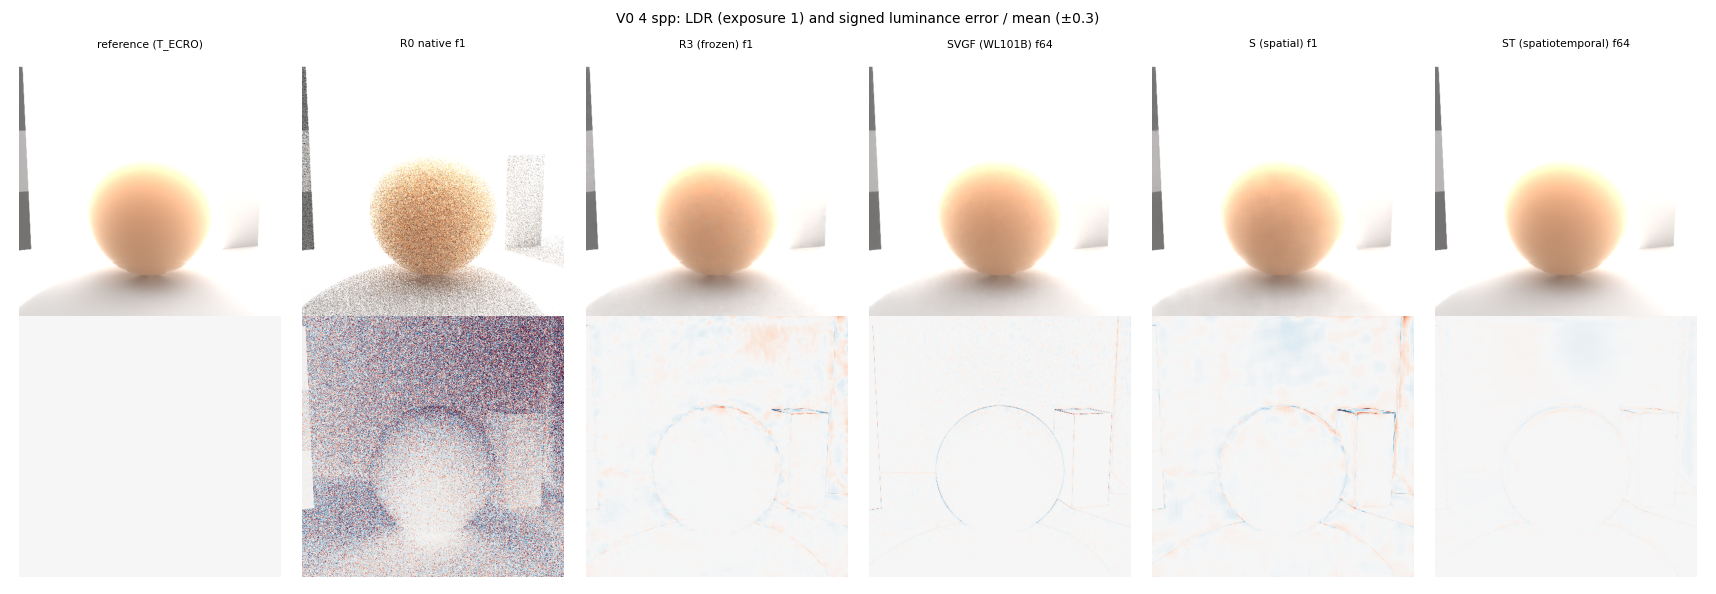 V0 4 spp: LDR (exposure 1) and signed luminance error / mean (±0.3)
reference (T_ECRO)
R0 native f1
R3 (frozen) f1
SVGF (WL101B) f64
S (spatial) f1
ST (spatiotemporal) f64